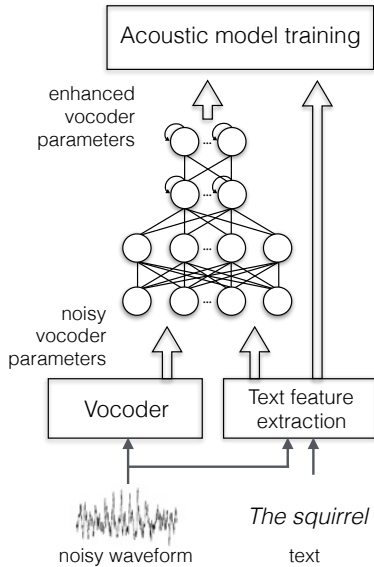 Acoustic model training
enhanced
vocoder
parameters
...
...
...
...
noisy
vocoder
parameters
Vocoder
Text feature
extraction
The squirrel
noisy waveform
text